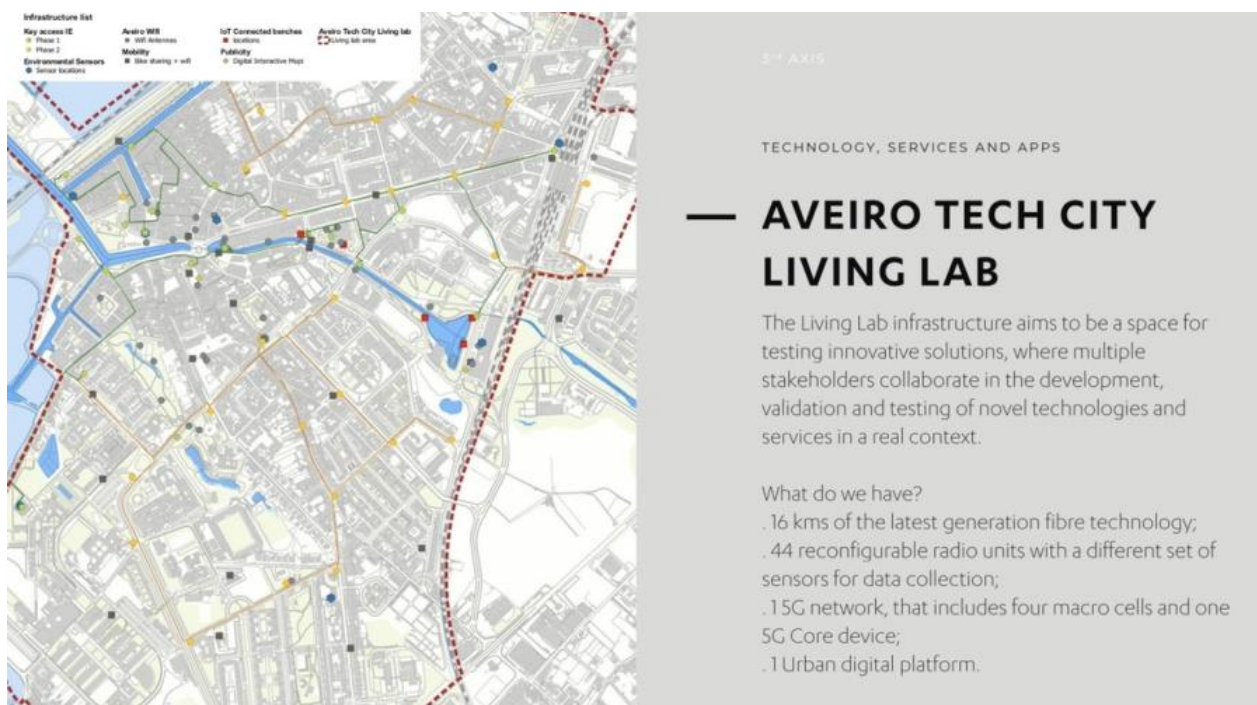 Infrastructure list
Key access IE
Phase 1
Phase 2
Environmental Sensors
Sensor locations
Aveiro Wifi
Wifi Antennas
Mobility
Bike sharing + wifi
IoT Connected benches
locations
Publicity
Digital Interactive Mupi
Aveiro Tech City Living lab
Living lab area
3rd AXIS
TECHNOLOGY, SERVICES AND APPS
— AVEIRO TECH CITY
LIVING LAB
The Living Lab infrastructure aims to be a space for
testing innovative solutions, where multiple
stakeholders collaborate in the development,
validation and testing of novel technologies and
services in a real context.
What do we have?
. 16 kms of the latest generation fibre technology;
. 44 reconfigurable radio units with a different set of
sensors for data collection;
. 1 5G network, that includes four macro cells and one
5G Core device;
. 1 Urban digital platform.